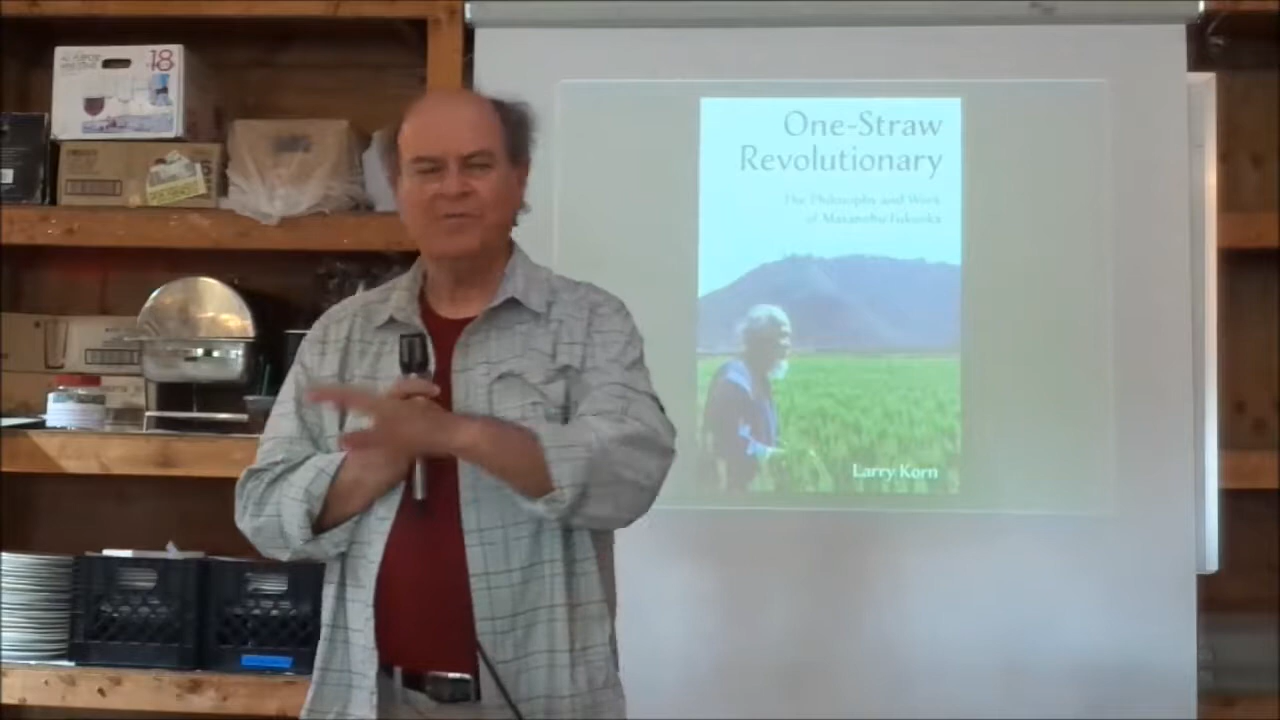 18
One-Straw
Revolutionary
The Philosophy and Work
of Masanobu Fukuoka
Larry Korn